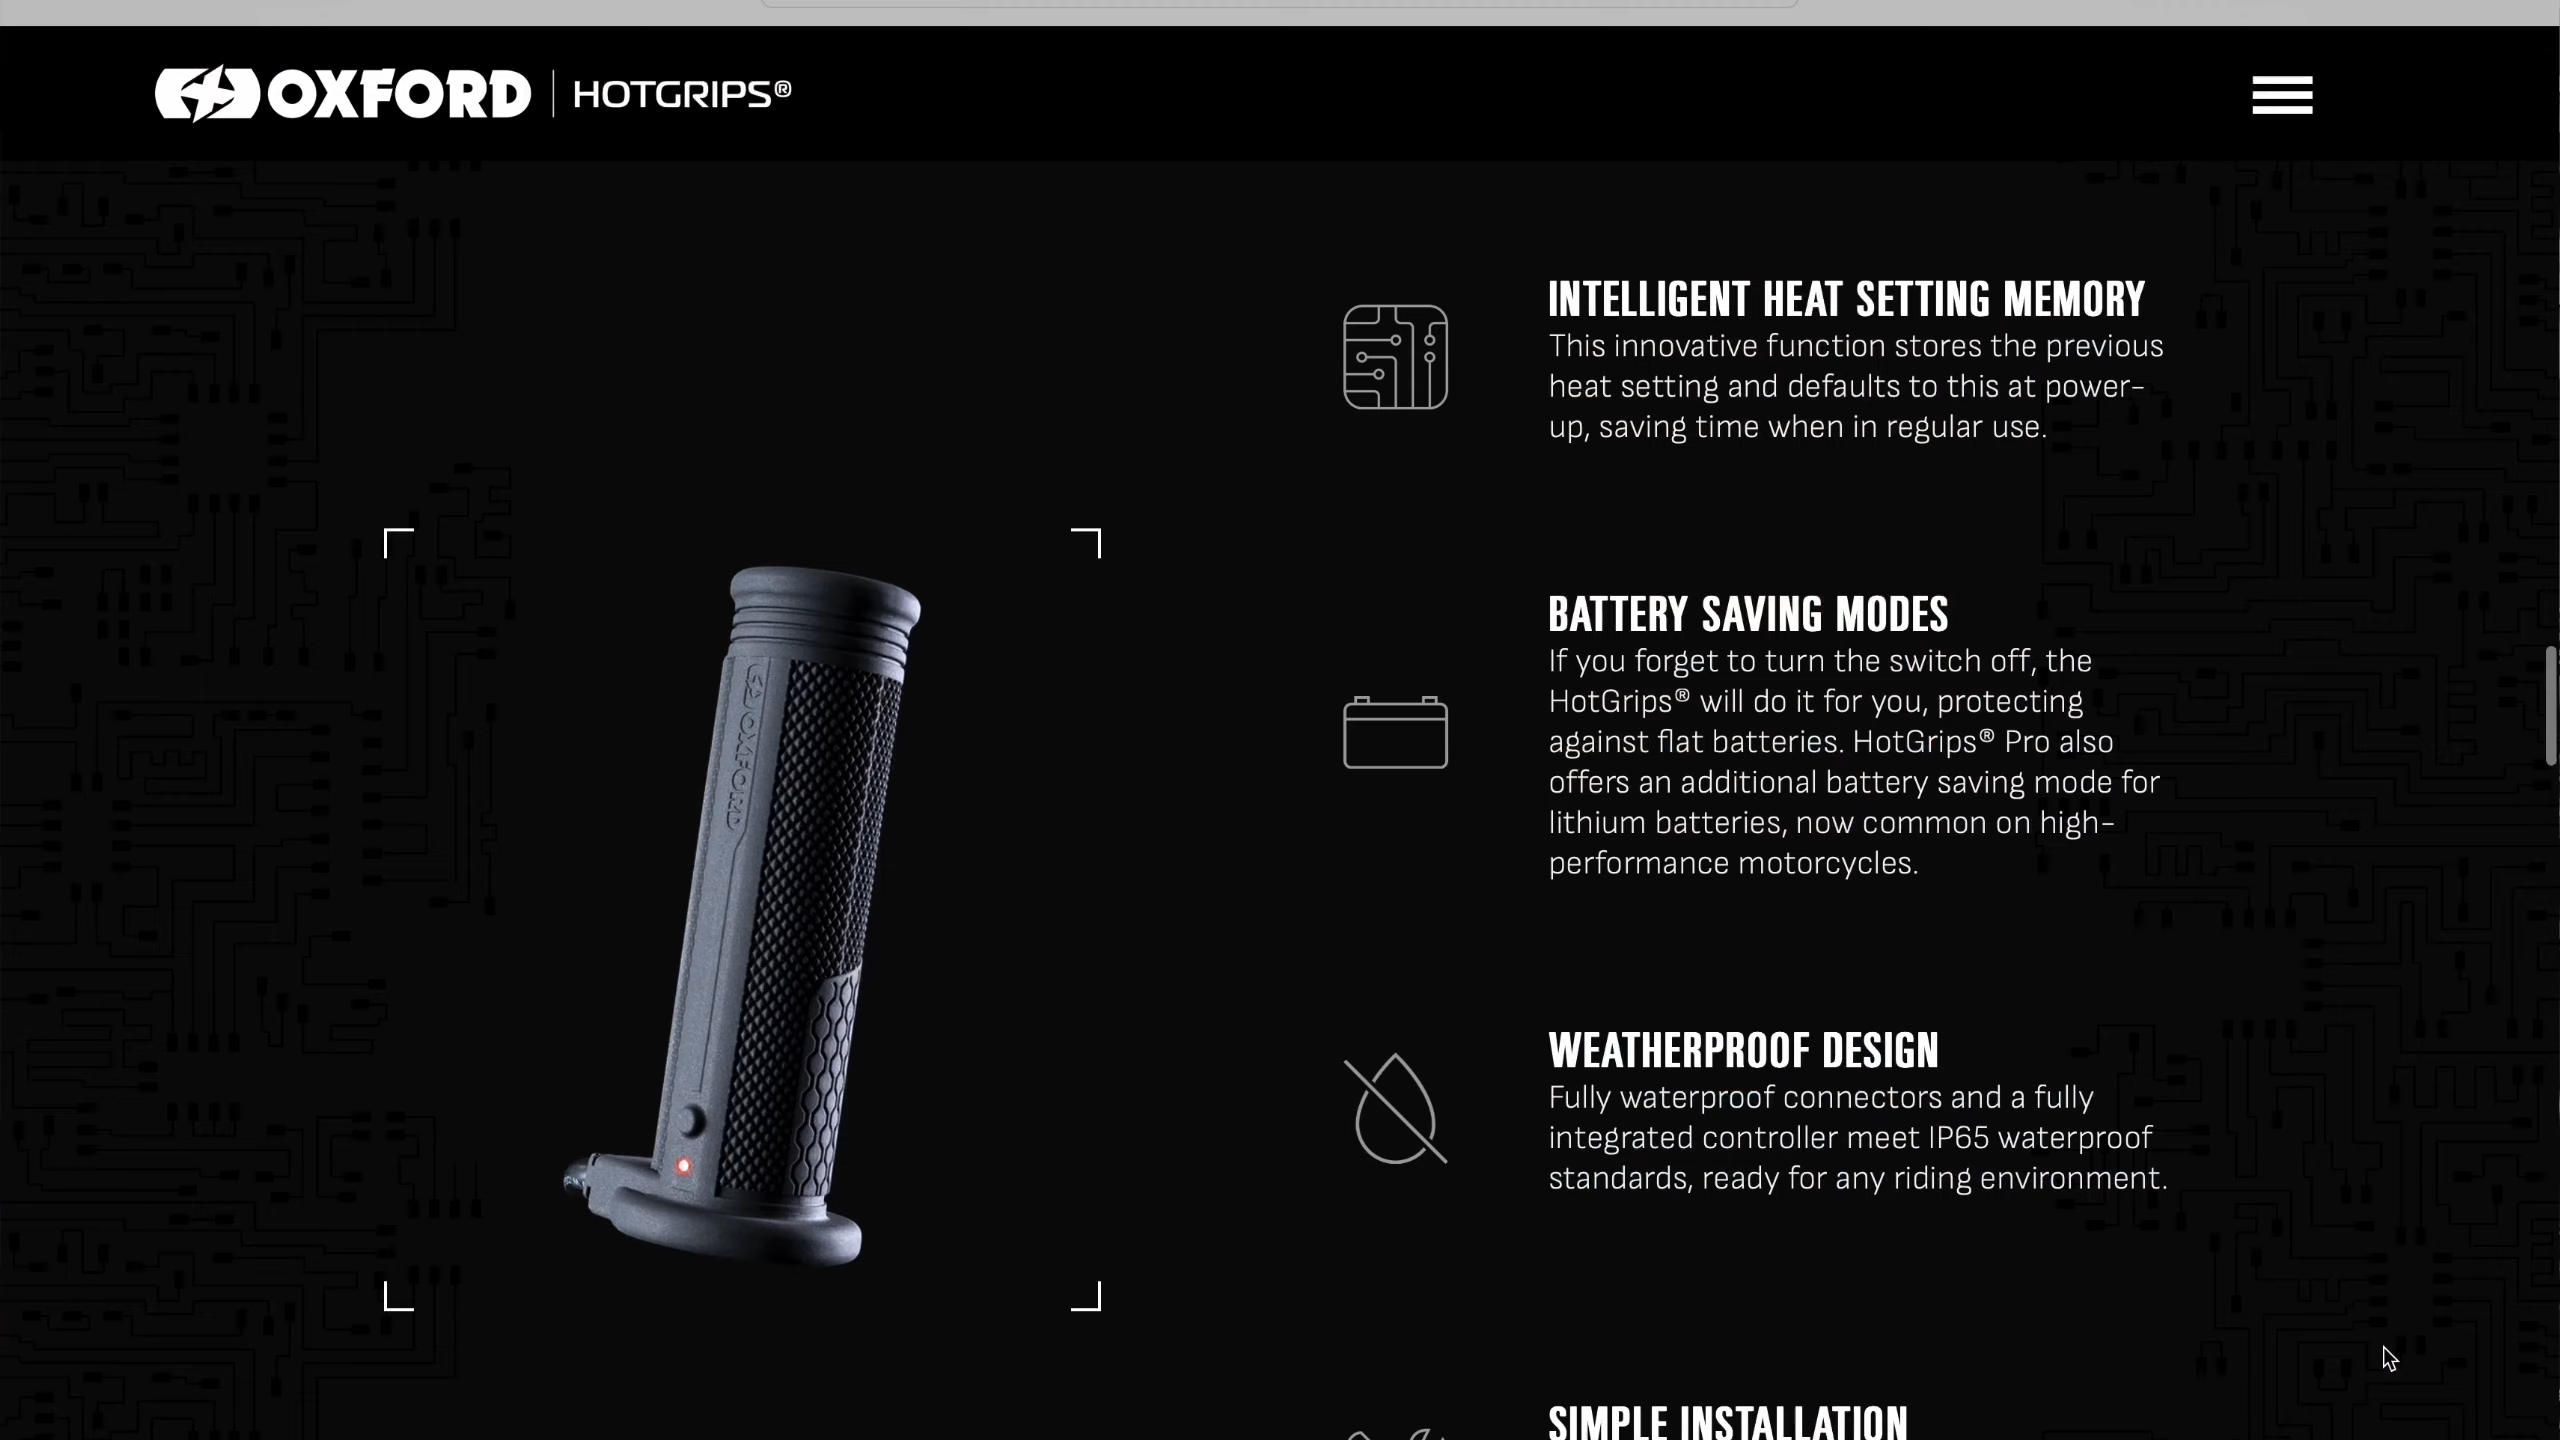 OXFORD | HOTGRIPS®
INTELLIGENT HEAT SETTING MEMORY
This innovative function stores the previous
heat setting and defaults to this at power-
up, saving time when in regular use.
OXFORD
BATTERY SAVING MODES
If you forget to turn the switch off, the
HotGrips® will do it for you, protecting
against flat batteries. HotGrips® Pro also
offers an additional battery saving mode for
lithium batteries, now common on high-
performance motorcycles.
WEATHERPROOF DESIGN
Fully waterproof connectors and a fully
integrated controller meet IP65 waterproof
standards, ready for any riding environment.
SIMPLE INSTALLATION